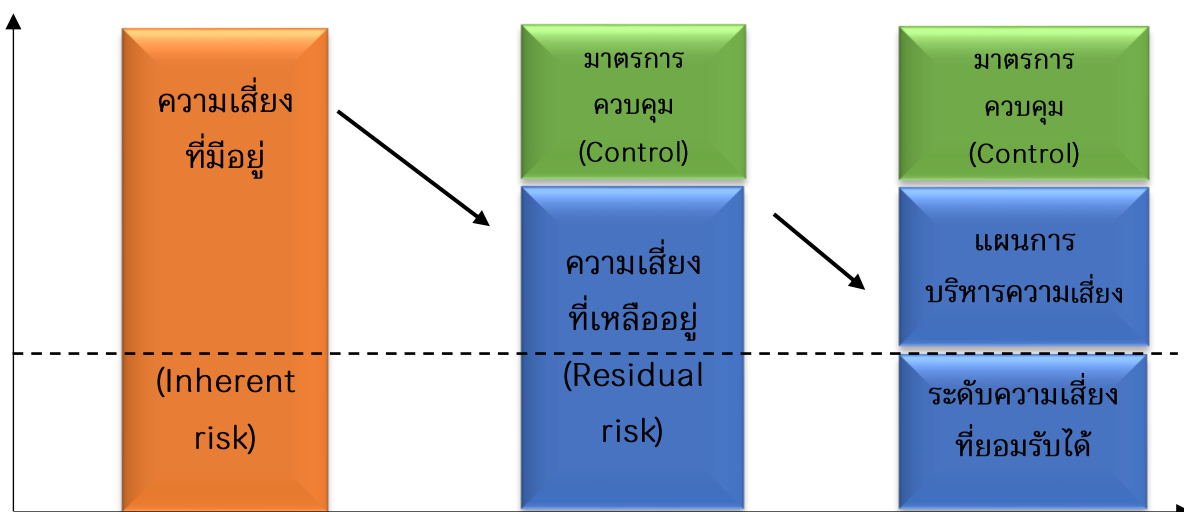 ความเสี่ยง
ที่มีอยู่
(Inherent
risk)
มาตรการ
ควบคุม
(Control)
ความเสี่ยง
ที่เหลืออยู่
(Residual
risk)
มาตรการ
ควบคุม
(Control)
แผนการ
บริหารความเสี่ยง
ระดับความเสี่ยง
ที่ยอมรับได้